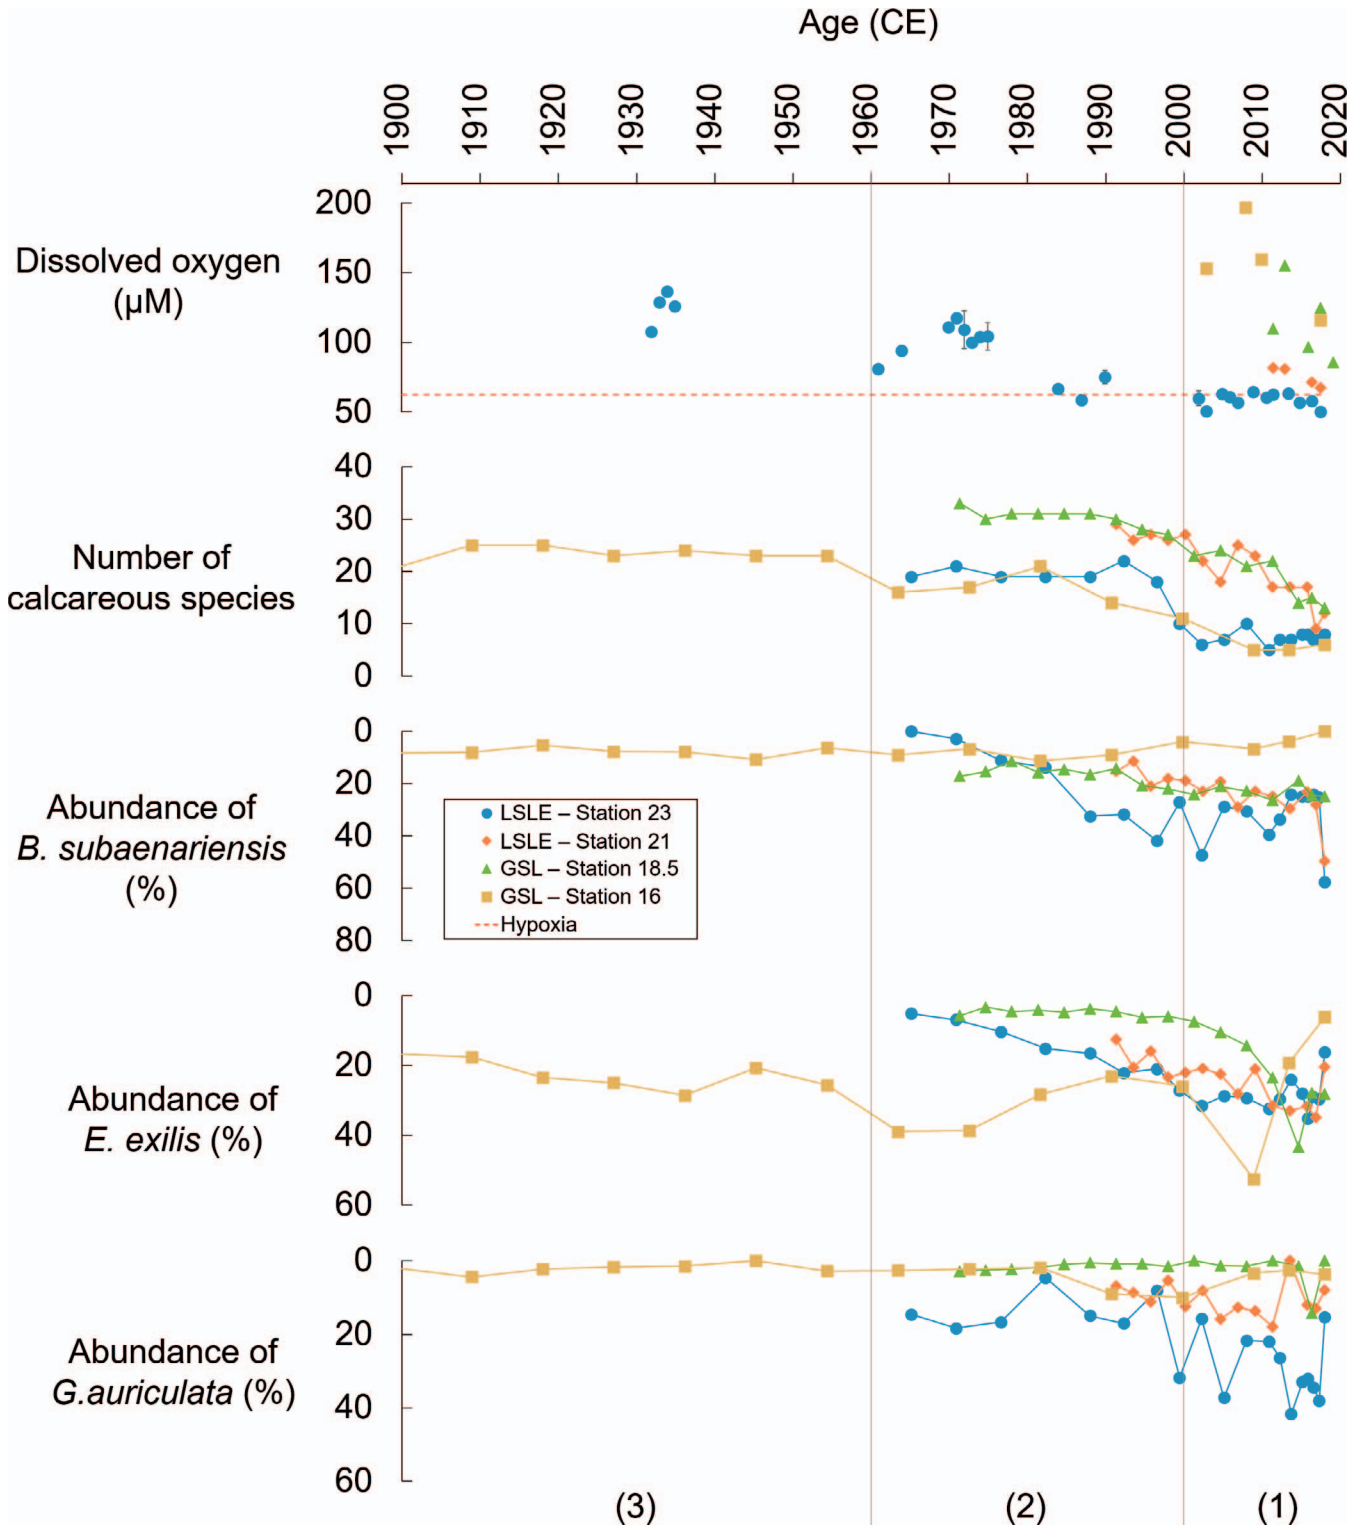 Age (CE)
1900 1910 1920 1930 1940 1950 1960 1970 1980 1990 2000 2010 2020
Dissolved oxygen
(µM)
200
150
100
50
Number of
calcareous species
40
30
20
10
0
Abundance of
B. subaenariensis
(%)
0
20
40
60
80
LSLE – Station 23
LSLE – Station 21
GSL – Station 18.5
GSL – Station 16
Hypoxia
Abundance of
E. exilis (%)
0
20
40
60
Abundance of
G.auriculata (%)
0
20
40
60
(3) (2) (1)